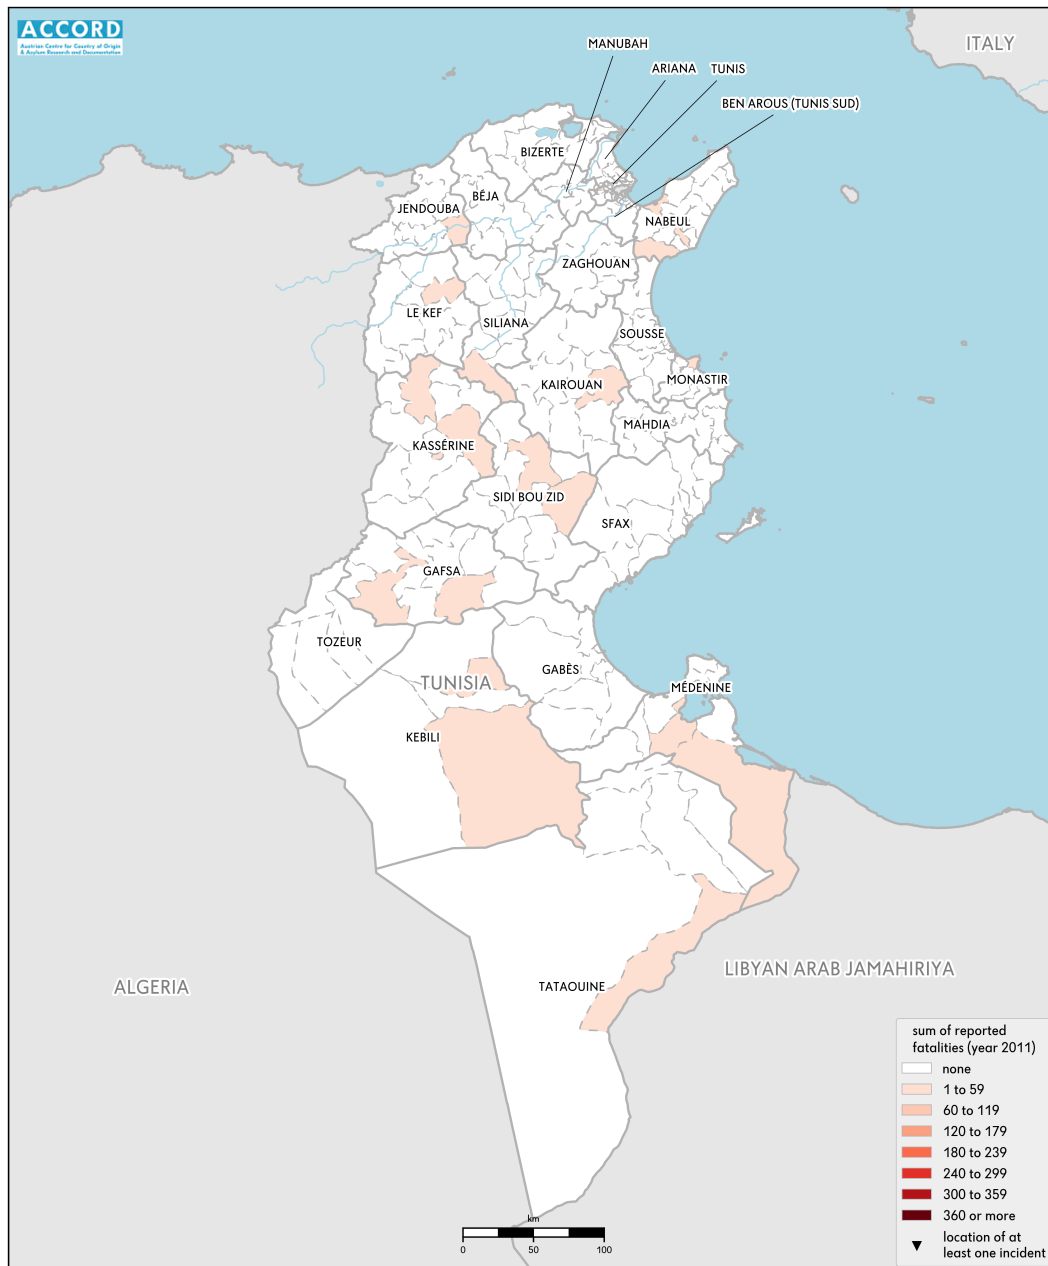 ACCORD
Austrian Centre for Country of Origin
& Asylum Research and Documentation
ITALY
MANUBAH
ARIANA
TUNIS
BEN AROUS (TUNIS SUD)
BIZERTE
BÉJA
JENDOUBA
NABEUL
ZAGHOUAN
LE KEF
SILIANA
SOUSSE
KAIROUAN
MONASTIR
MAHDIA
KASSÉRINE
SIDI BOU ZID
SFAX
GAFSA
TOZEUR
GABÈS
TUNISIA
MÉDENINE
KEBILI
ALGERIA
TATAOUINE
LIBYAN ARAB JAMAHIRIYA
sum of reported
fatalities (year 2011)
none
1 to 59
60 to 119
120 to 179
180 to 239
240 to 299
300 to 359
360 or more
location of at
least one incident
km
0 50 100